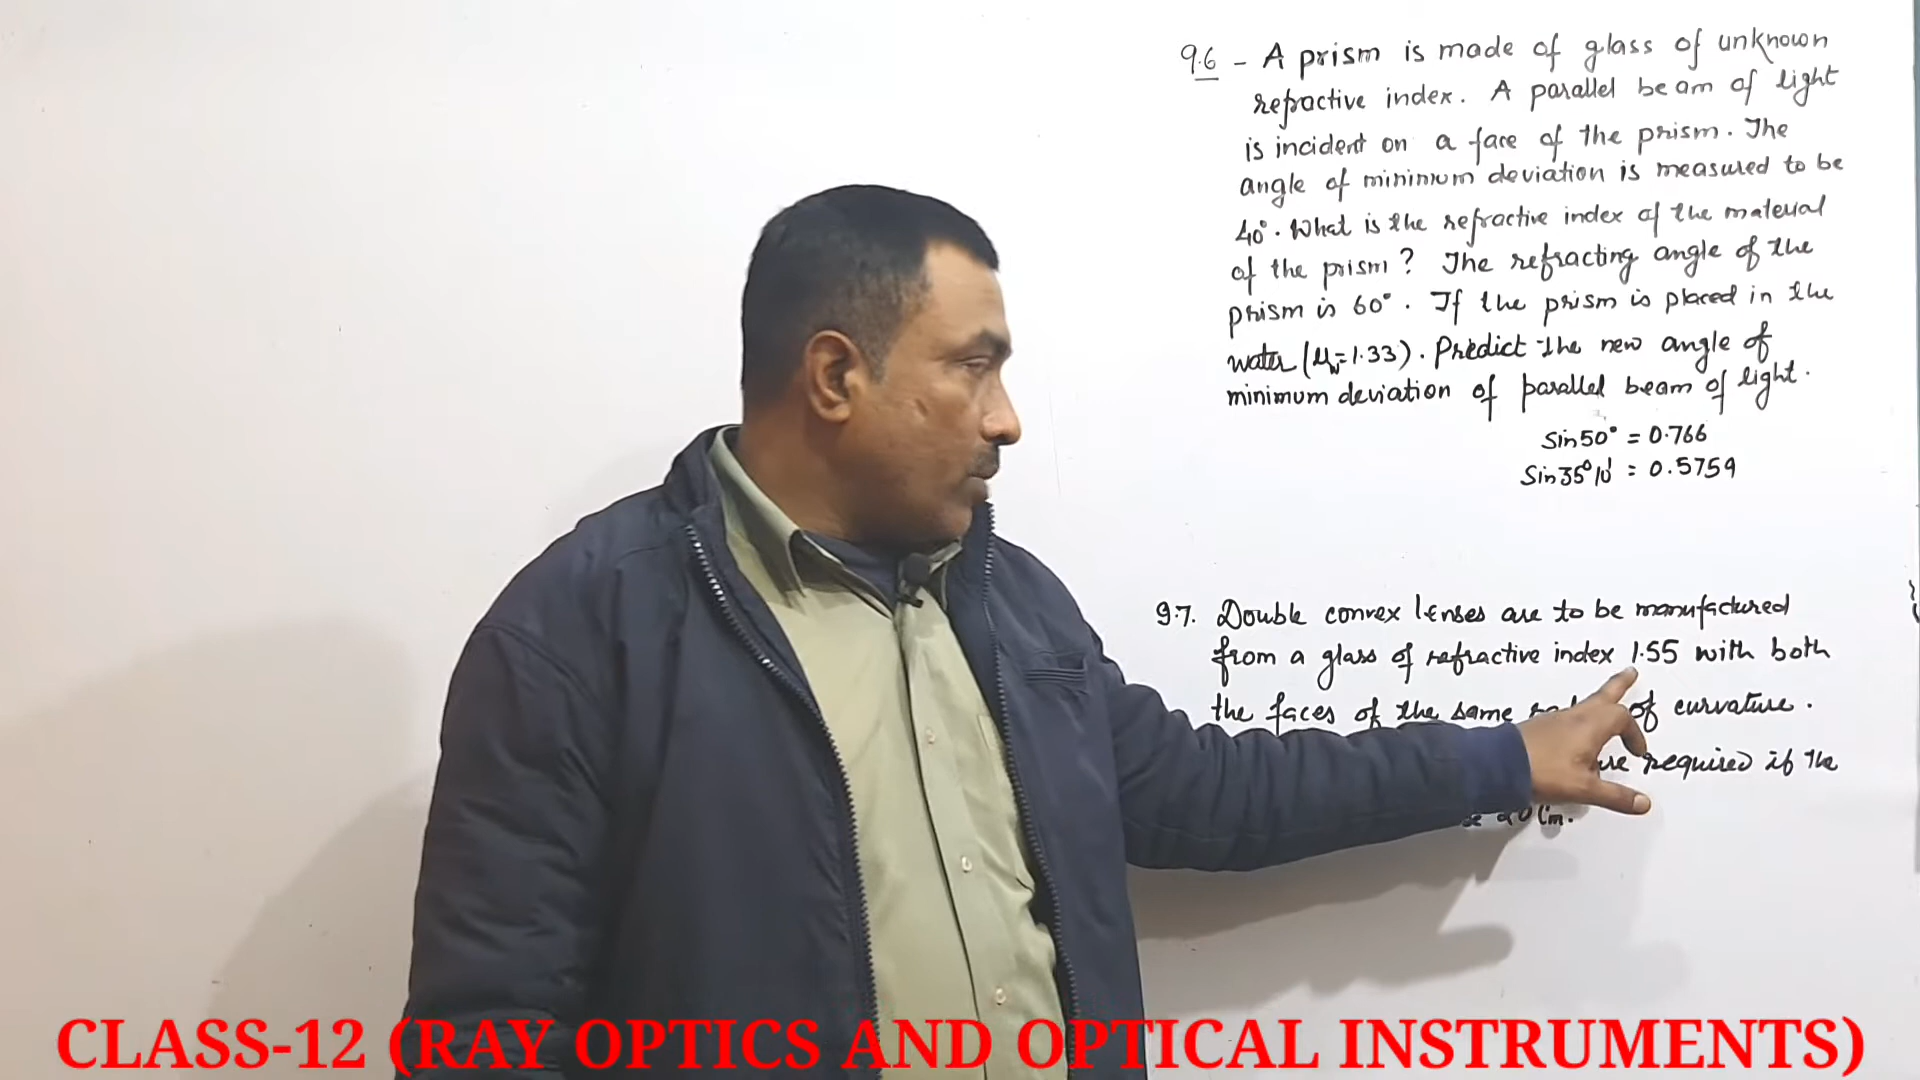 9.6 - A prism is made of glass of unknown
refractive index. A parallel beam of light
is incident on a face of the prism. The
angle of minimum deviation is measured to be
40°. What is the refractive index of the material
of the prism? The refracting angle of the
prism is 60°. If the prism is placed in the
water (μw=1.33). Predict the new angle of
minimum deviation of parallel beam of light.
Sin50° = 0.766
Sin35°10' = 0.5759
9.7. Double convex lenses are to be manufactured
from a glass of refractive index 1.55 with both
the faces of the same of curvature.
required if the
20 Cm.
CLASS-12 (RAY OPTICS AND OPTICAL INSTRUMENTS)